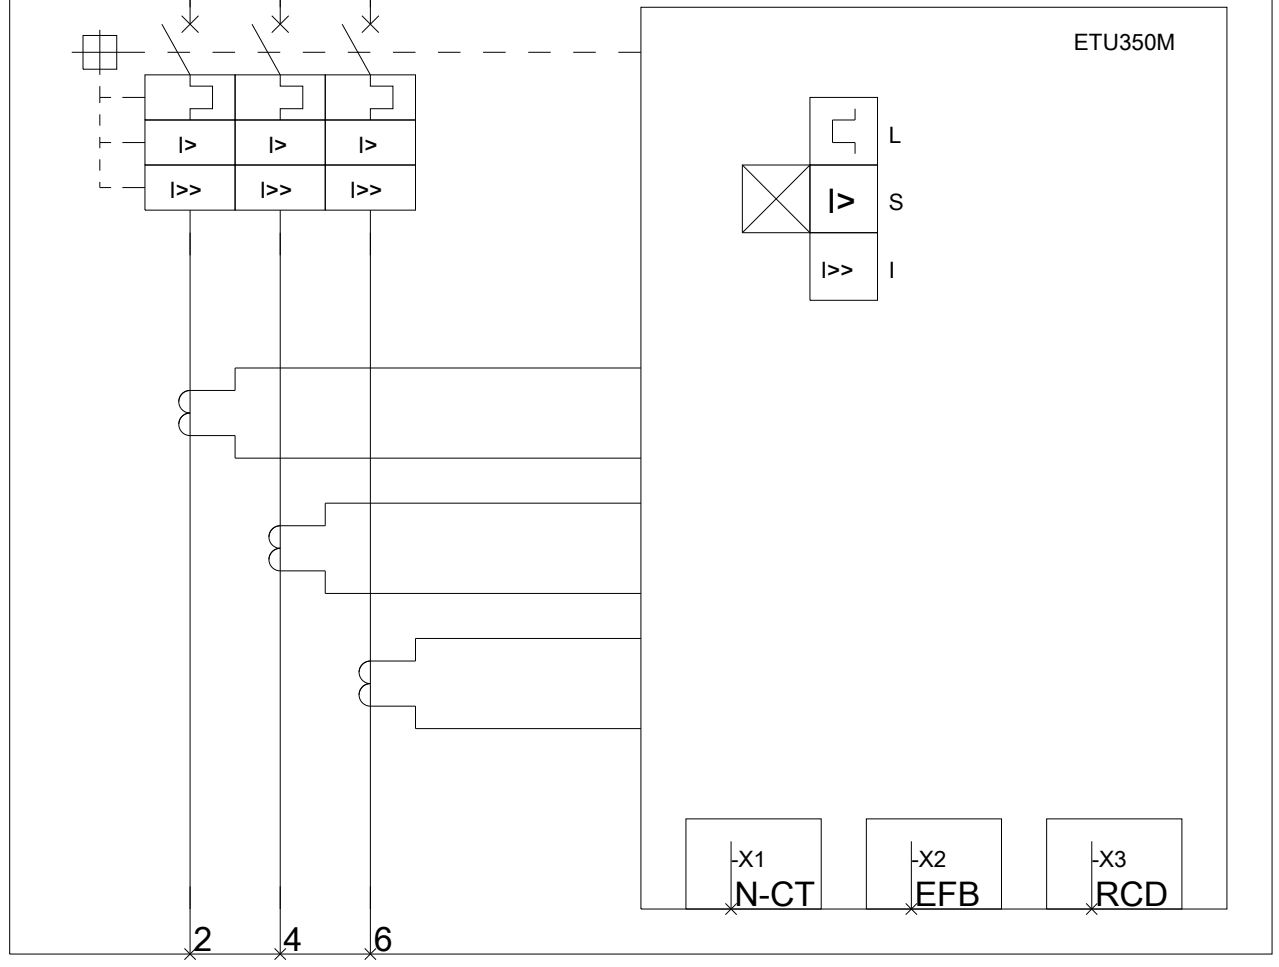 ETU350M
L
|> |> |> 
|>>  |>>  |>>
|> S
|>> I
-X1 -X2 -X3
N-CT EFB RCD
2 4 6